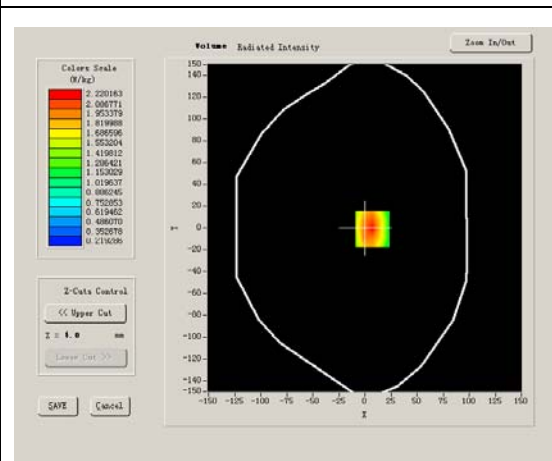 Volume Radiated Intensity
Zoom In/Out
Colors Scale
(W/kg)
2.220163
2.086771
1.953379
1.819988
1.686596
1.553204
1.419812
1.286421
1.153029
1.019637
0.886245
0.752853
0.619462
0.486070
0.352678
0.219286
Z-Cuts Control
<< Upper Cut
Z = 4.0 mm
Lower Cut >>
SAVE
Cancel
150
140
120
100
80
60
40
20
0
-20
-40
-60
-80
-100
-120
-140
-150
Y
-150 -125 -100 -75 -50 -25 0 25 50 75 100 125 150
X